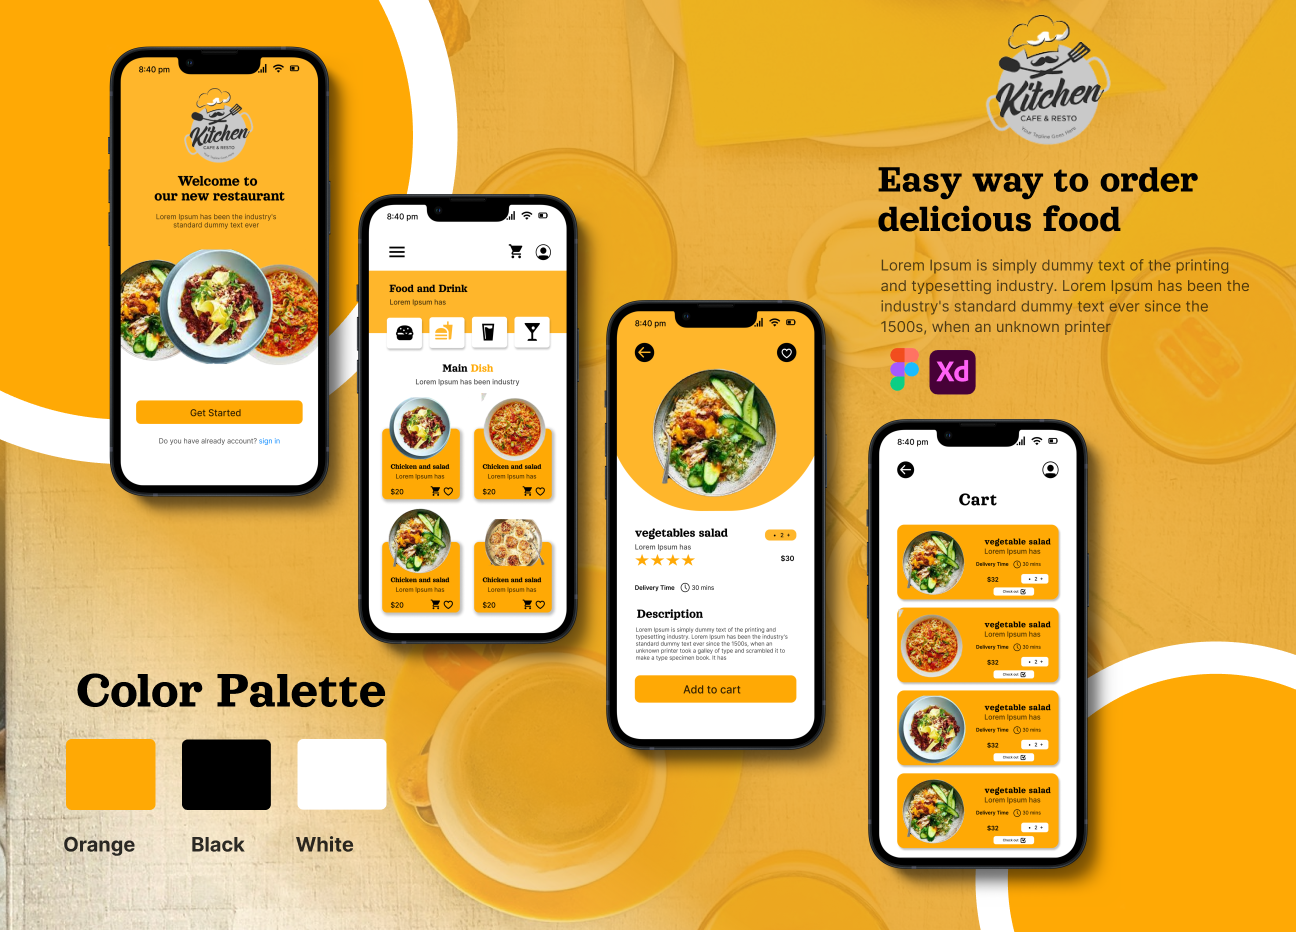 8:40 pm
Kitchen
CAFE & RESTO
Your Tagline Goes Here
Welcome to
our new restaurant
Lorem Ipsum has been the industry's
standard dummy text ever
Get Started
Do you have already account? sign in
8:40 pm
Food and Drink
Lorem Ipsum has
Main Dish
Lorem Ipsum has been industry
Chicken and salad
Lorem Ipsum has
$20
Chicken and salad
Lorem Ipsum has
$20
Chicken and salad
Lorem Ipsum has
$20
Chicken and salad
Lorem Ipsum has
$20
8:40 pm
vegetables salad
2 +
Lorem Ipsum has
$30
Delivery Time 30 mins
Description
Lorem Ipsum is simply dummy text of the printing and
typesetting industry. Lorem Ipsum has been the industry's
standard dummy text ever since the 1500s, when an
unknown printer took a galley of type and scrambled it to
make a type specimen book. It has
Add to cart
Kitchen
CAFE & RESTO
Your Tagline Goes Here
Easy way to order
delicious food
Lorem Ipsum is simply dummy text of the printing
and typesetting industry. Lorem Ipsum has been the
industry's standard dummy text ever since the
1500s, when an unknown printer
Xd
8:40 pm
Cart
vegetable salad
Lorem Ipsum has
Delivery Time 30 mins
$32 2 +
Check out
vegetable salad
Lorem Ipsum has
Delivery Time 30 mins
$32 2 +
Check out
vegetable salad
Lorem Ipsum has
Delivery Time 30 mins
$32 2 +
Check out
vegetable salad
Lorem Ipsum has
Delivery Time 30 mins
$32 2 +
Check out
Color Palette
Orange
Black
White